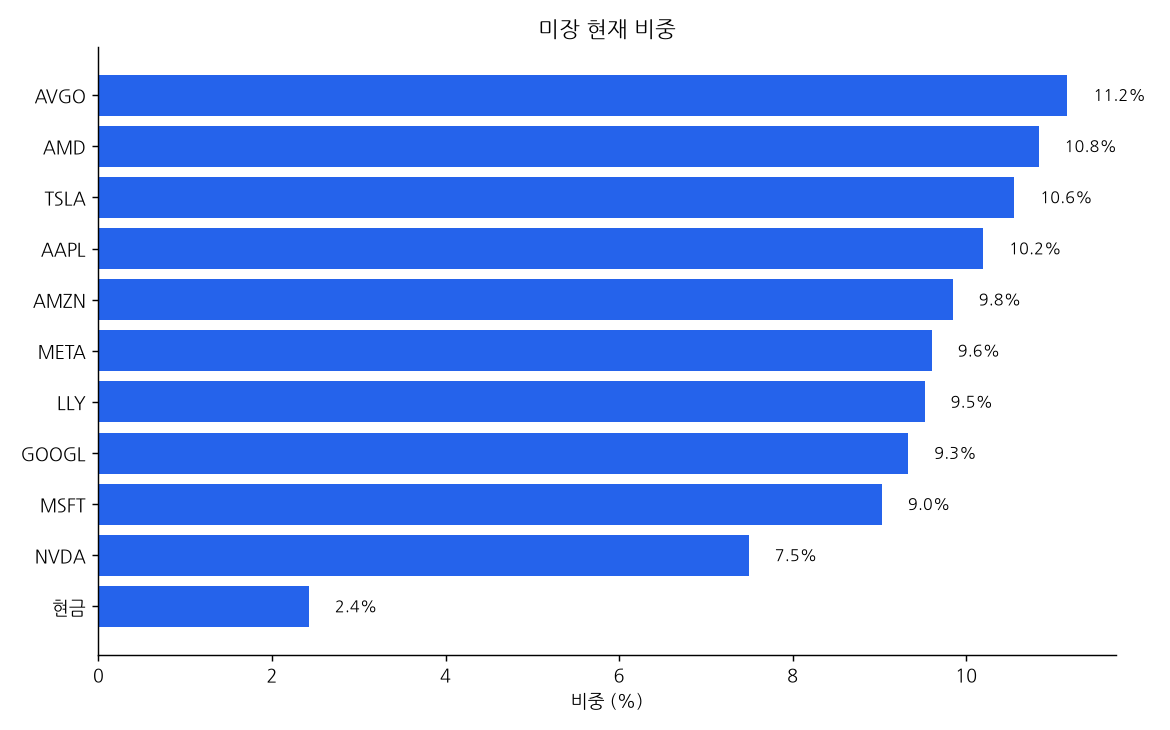 미장 현재 비중
AVGO 11.2%
AMD 10.8%
TSLA 10.6%
AAPL 10.2%
AMZN 9.8%
META 9.6%
LLY 9.5%
GOOGL 9.3%
MSFT 9.0%
NVDA 7.5%
현금 2.4%
0 2 4 6 8 10
비중 (%)